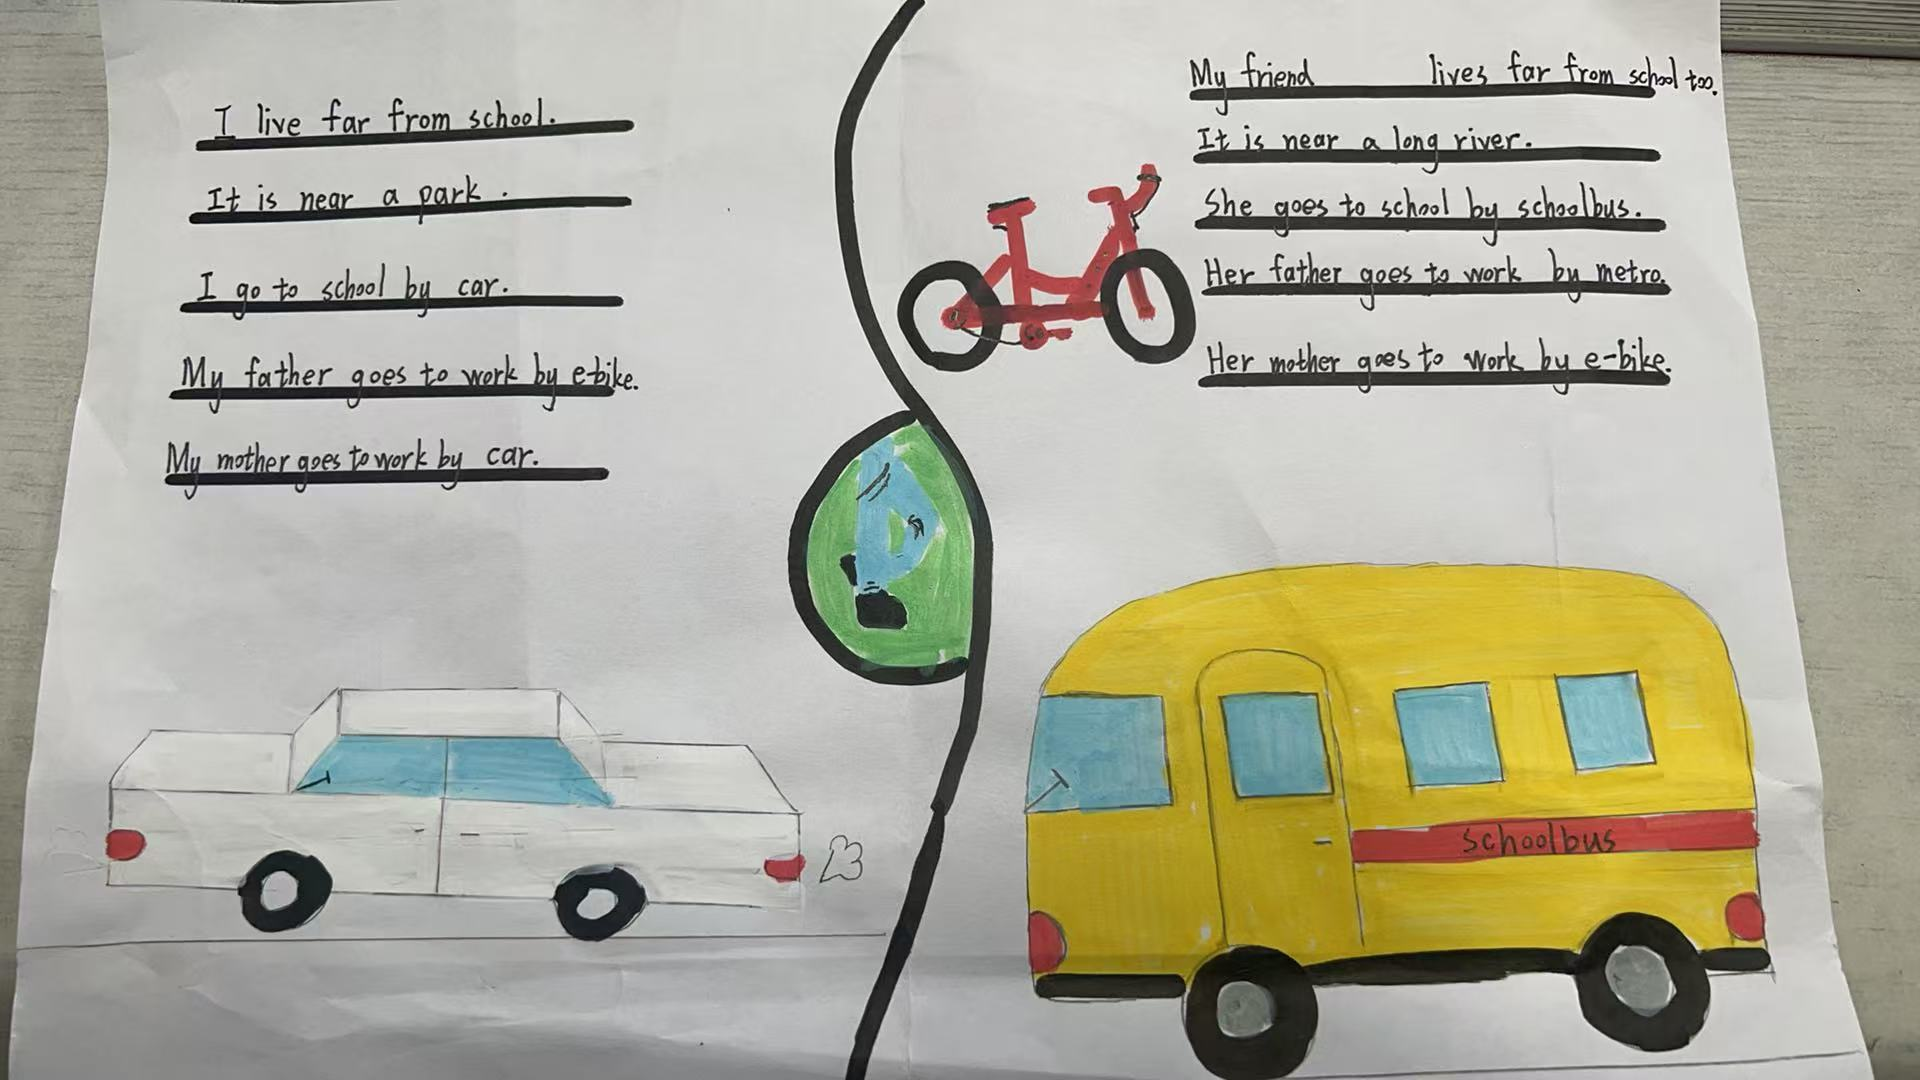 I live far from school.
It is near a park.
I go to school by car.
My father goes to work by e-bike.
My mother goes to work by car.
My friend lives far from school too.
It is near a long river.
She goes to school by schoolbus.
Her father goes to work by metro.
Her mother goes to work by e-bike.
schoolbus